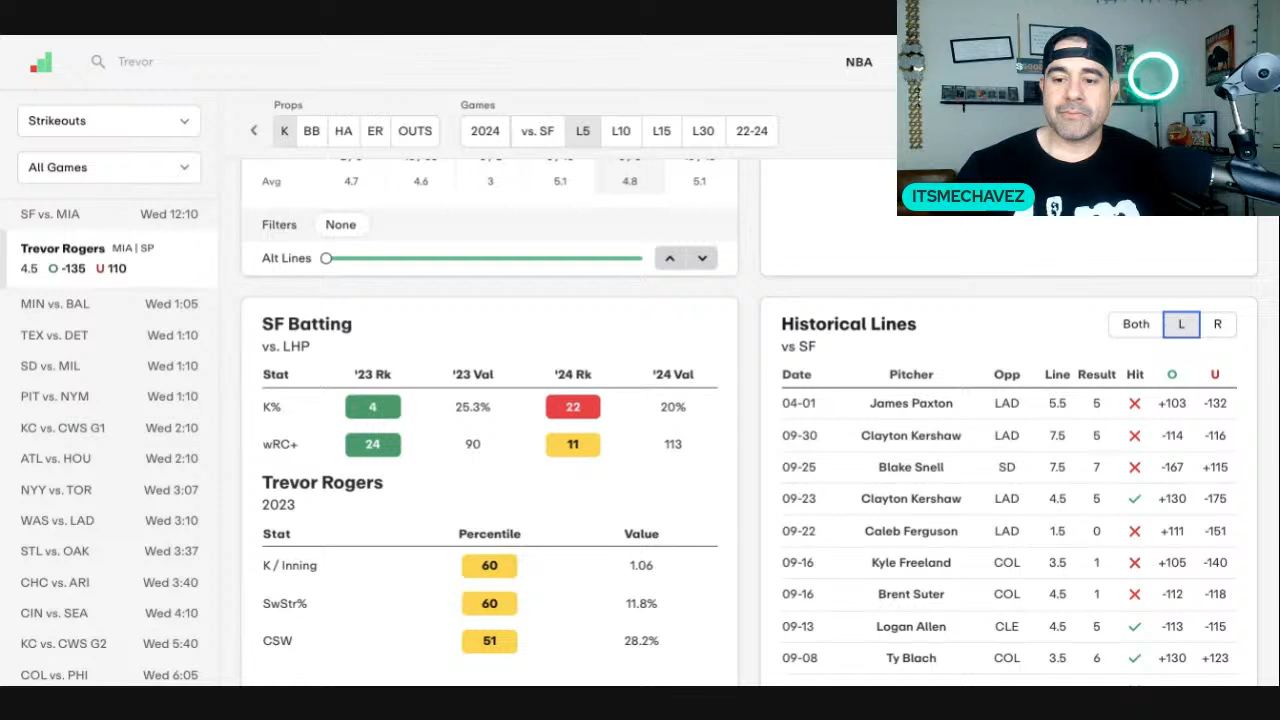 Trevor
NBA
Strikeouts
All Games
SF vs. MIA Wed 12:10
Trevor Rogers MIA | SP
4.5 O -135 U 110
MIN vs. BAL Wed 1:05
TEX vs. DET Wed 1:10
SD vs. MIL Wed 1:10
PIT vs. NYM Wed 1:10
KC vs. CWS G1 Wed 2:10
ATL vs. HOU Wed 2:10
NYY vs. TOR Wed 3:07
WAS vs. LAD Wed 3:10
STL vs. OAK Wed 3:37
CHC vs. ARI Wed 3:40
CIN vs. SEA Wed 4:10
KC vs. CWS G2 Wed 5:40
COL vs. PHI Wed 6:05
Props Games
K BB HA ER OUTS 2024 vs. SF L5 L10 L15 L30 22-24
Avg 4.7 4.6 3 5.1 4.8 5.1
Filters None
Alt Lines
SF Batting
vs. LHP
Stat '23 Rk '23 Val '24 Rk '24 Val
K% 4 25.3% 22 20%
wRC+ 24 90 11 113
Trevor Rogers
2023
Stat Percentile Value
K / Inning 60 1.06
SwStr% 60 11.8%
CSW 51 28.2%
Historical Lines
vs SF
Both L R
Date Pitcher Opp Line Result Hit O U
04-01 James Paxton LAD 5.5 5 +103 -132
09-30 Clayton Kershaw LAD 7.5 5 -114 -116
09-25 Blake Snell SD 7.5 7 -167 +115
09-23 Clayton Kershaw LAD 4.5 5 +130 -175
09-22 Caleb Ferguson LAD 1.5 0 +111 -151
09-16 Kyle Freeland COL 3.5 1 +105 -140
09-16 Brent Suter COL 4.5 1 -112 -118
09-13 Logan Allen CLE 4.5 5 -113 -115
09-08 Ty Blach COL 3.5 6 +130 +123
ITSMECHAVEZ